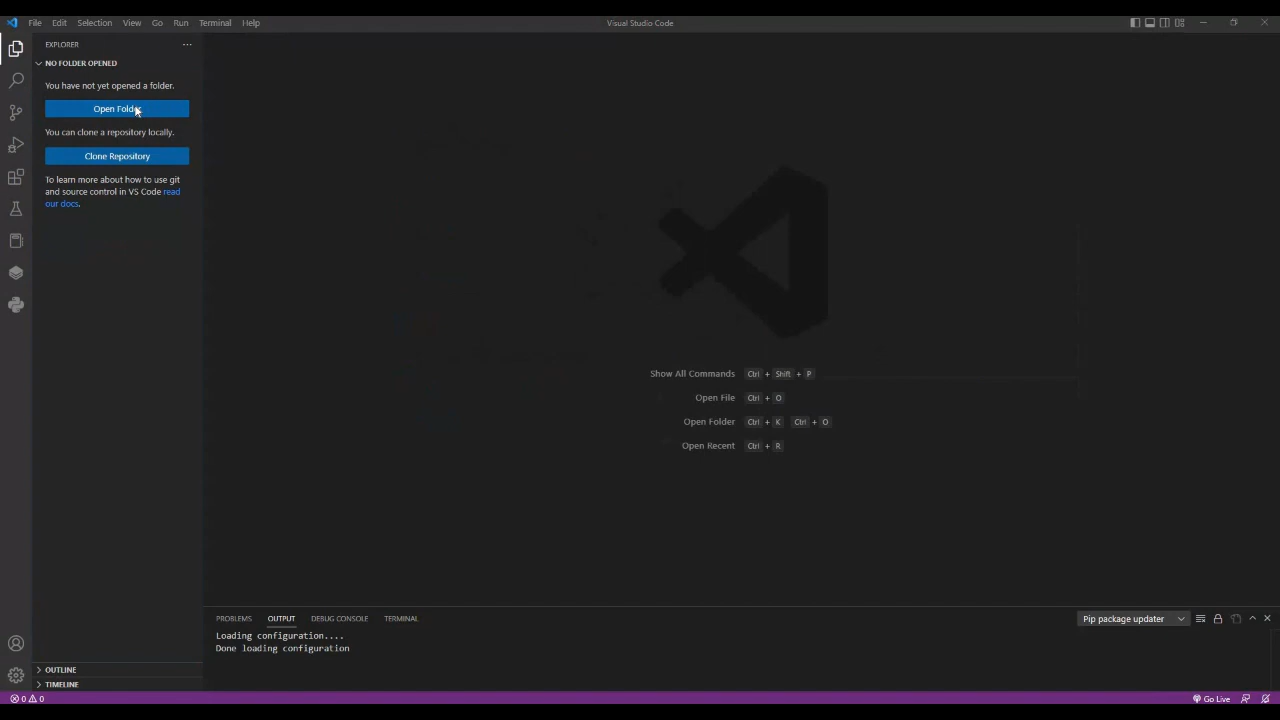 File Edit Selection View Go Run Terminal Help
Visual Studio Code
EXPLORER
NO FOLDER OPENED
You have not yet opened a folder.
Open Folder
You can clone a repository locally.
Clone Repository
To learn more about how to use git
and source control in VS Code read
our docs.
Show All Commands Ctrl + Shift + P
Open File Ctrl + O
Open Folder Ctrl + K Ctrl + O
Open Recent Ctrl + R
PROBLEMS OUTPUT DEBUG CONSOLE TERMINAL
Pip package updater
Loading configuration....
Done loading configuration
OUTLINE
TIMELINE
0 0
Go Live